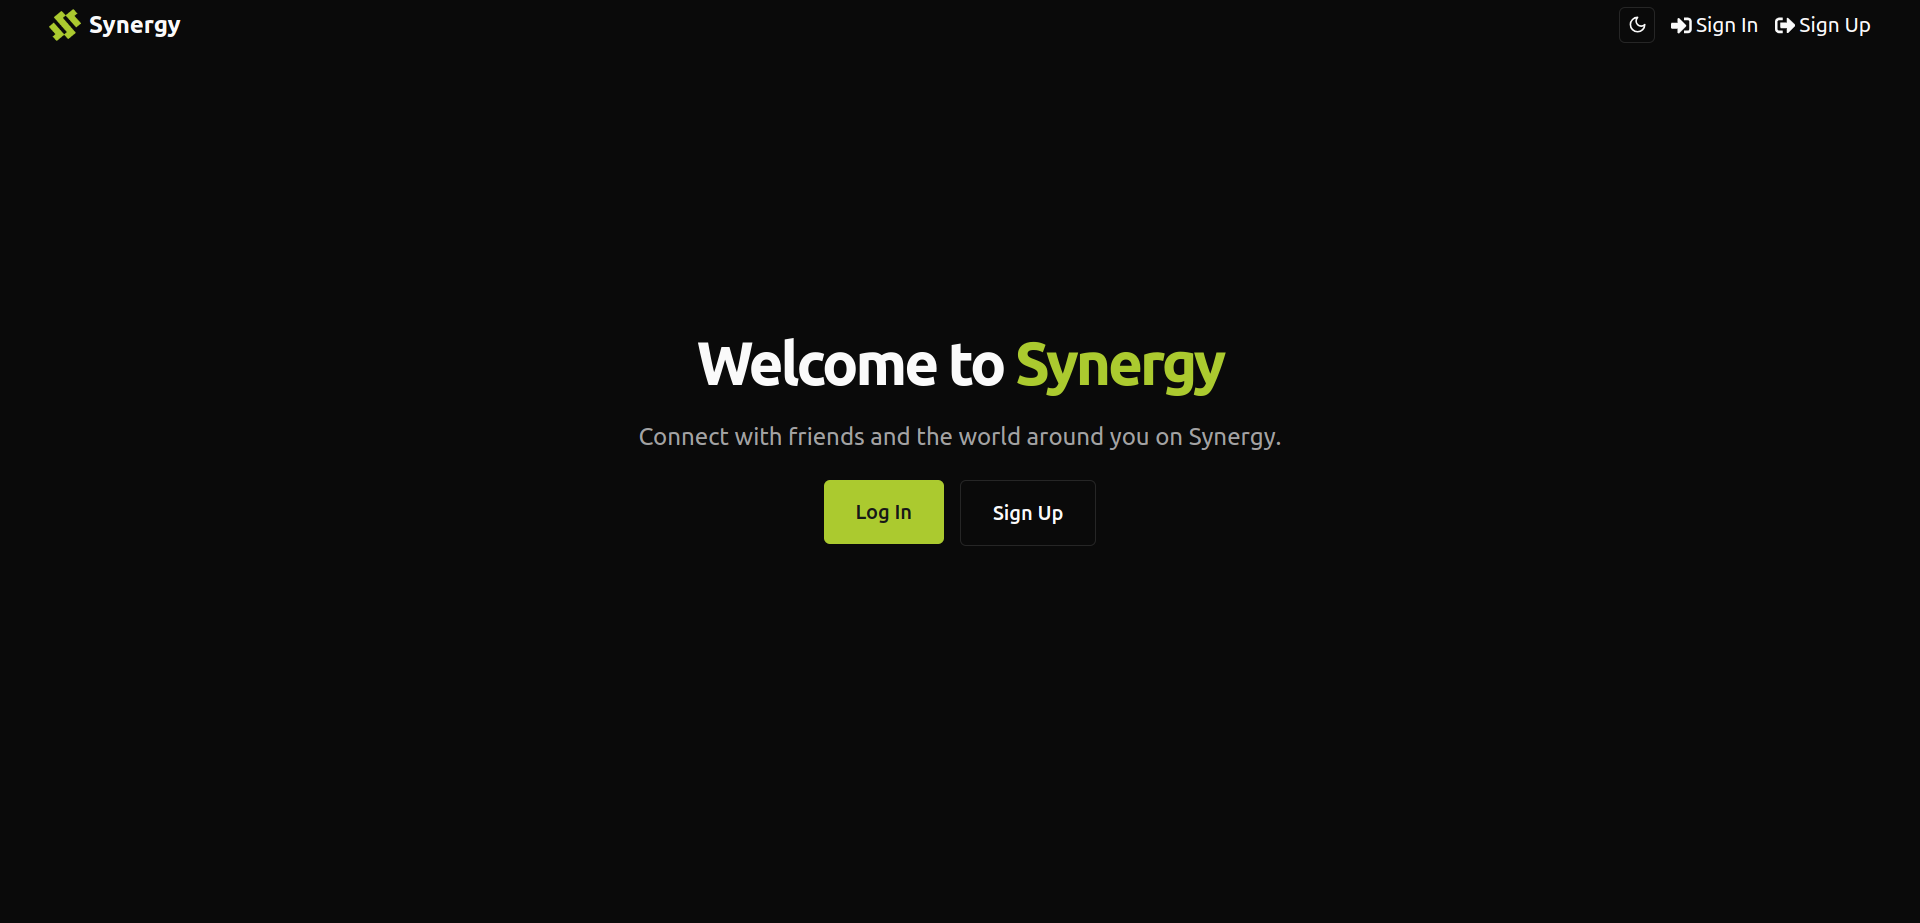 Synergy
Sign In
Sign Up
Welcome to Synergy
Connect with friends and the world around you on Synergy.
Log In
Sign Up